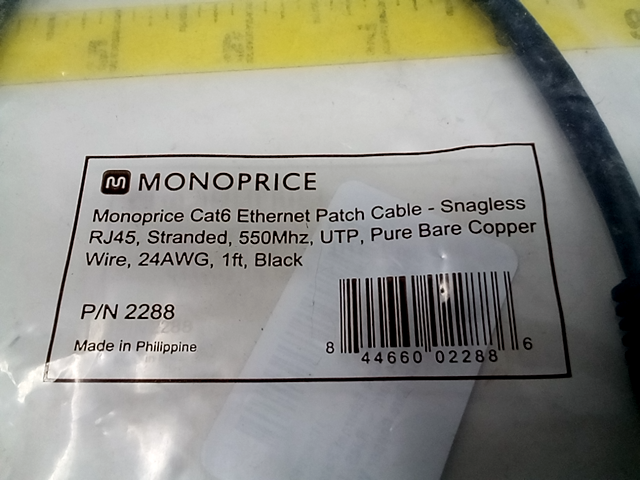 MONOPRICE
Monoprice Cat6 Ethernet Patch Cable - Snagless
RJ45, Stranded, 550Mhz, UTP, Pure Bare Copper
Wire, 24AWG, 1ft, Black
P/N 2288
Made in Philippine
8 44660 02288 6